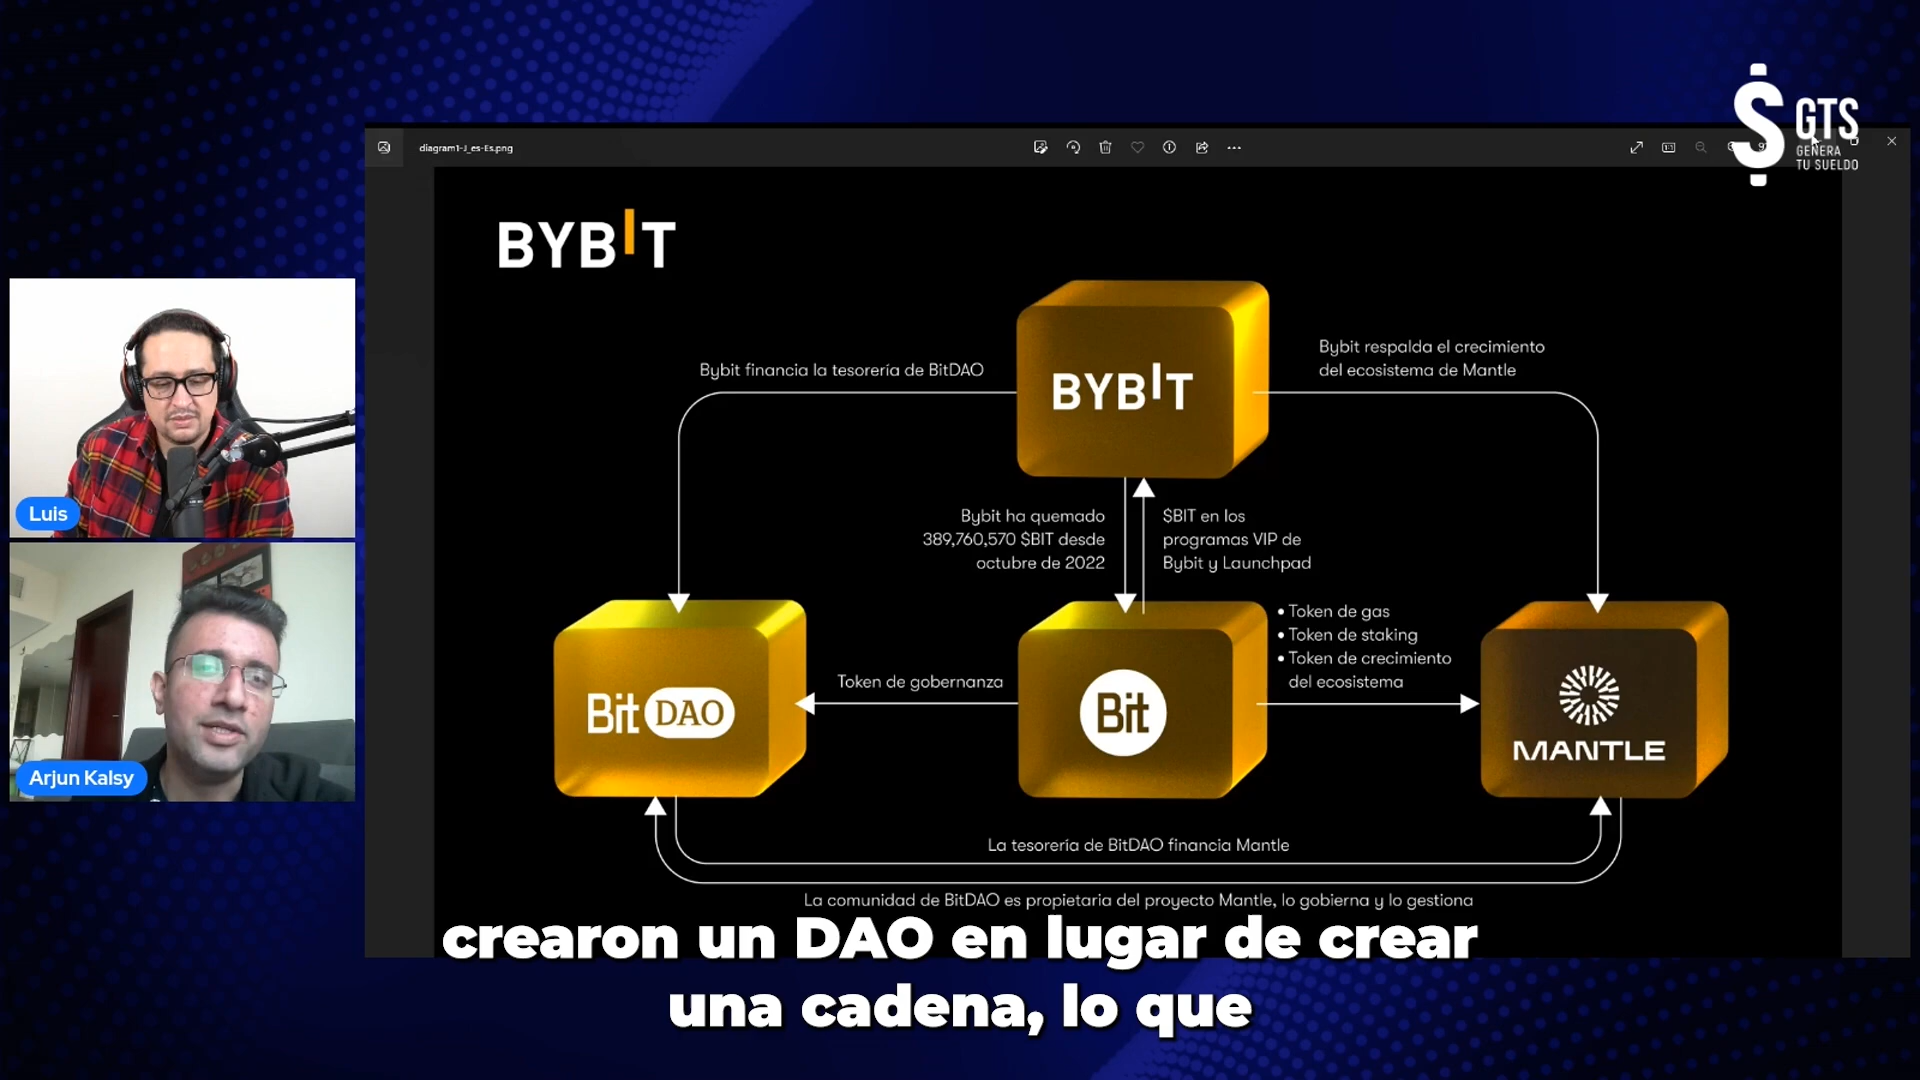 GTS
GENERA
TU SUELDO
diagram1-J_es-Es.png
BYBIT
BYBIT
Bybit financia la tesorería de BitDAO
Bybit respalda el crecimiento
del ecosistema de Mantle
Bybit ha quemado
389,760,570 $BIT desde
octubre de 2022
$BIT en los
programas VIP de
Bybit y Launchpad
Luis
Arjun Kalsy
BitDAO
Token de gobernanza
Bit
• Token de gas
• Token de staking
• Token de crecimiento
del ecosistema
MANTLE
La tesorería de BitDAO financia Mantle
La comunidad de BitDAO es propietaria del proyecto Mantle, lo gobierna y lo gestiona
crearon un DAO en lugar de crear
una cadena, lo que